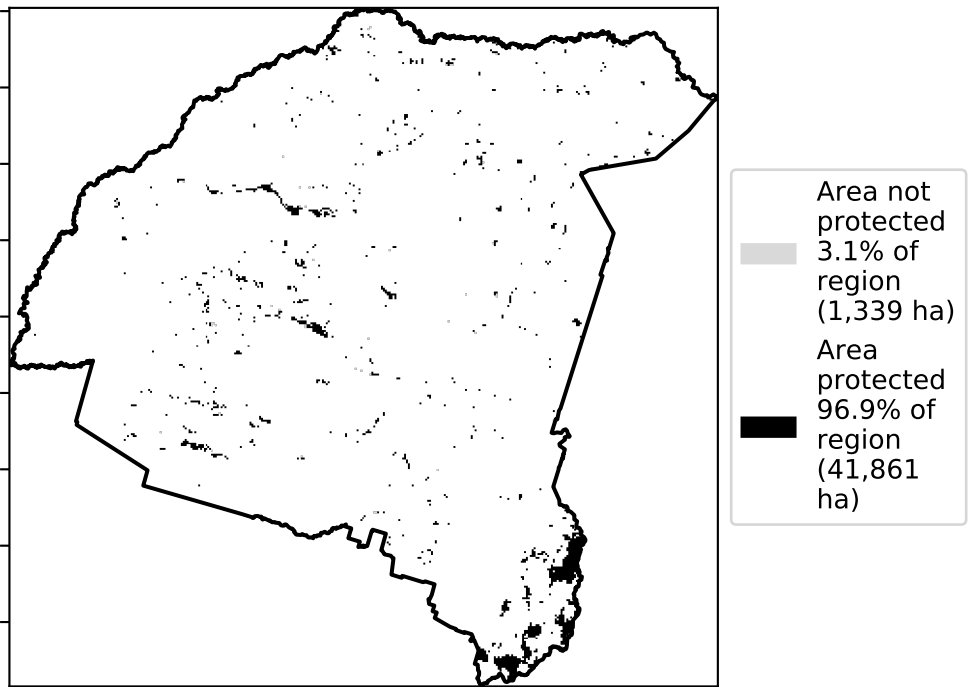 Area not
protected
3.1% of
region
(1,339 ha)
Area
protected
96.9% of
region
(41,861
ha)